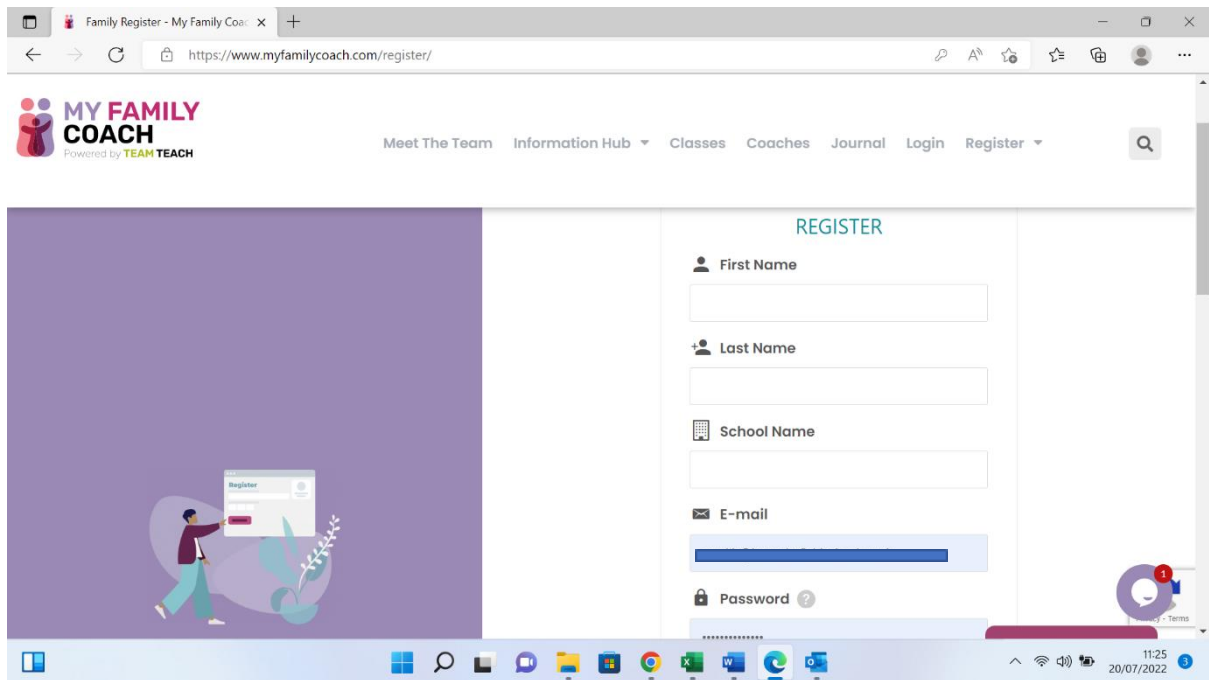 Family Register - My Family Coac
https://www.myfamilycoach.com/register/
MY FAMILY
COACH
Powered by TEAM TEACH
Meet The Team Information Hub Classes Coaches Journal Login Register
REGISTER
First Name
Last Name
School Name
E-mail
Password ?
Register
1
- Terms
11:25
20/07/2022
3